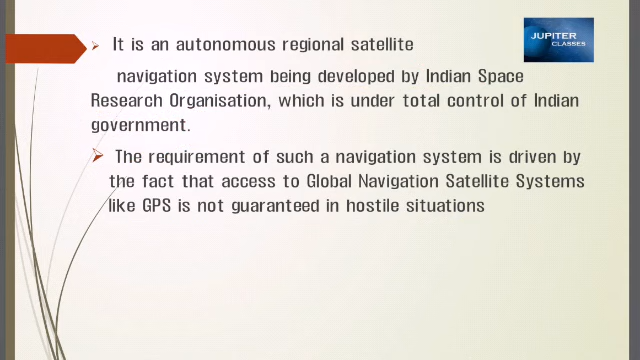 JUPITER
CLASSES
It is an autonomous regional satellite
navigation system being developed by Indian Space
Research Organisation, which is under total control of Indian
government.
The requirement of such a navigation system is driven by
the fact that access to Global Navigation Satellite Systems
like GPS is not guaranteed in hostile situations